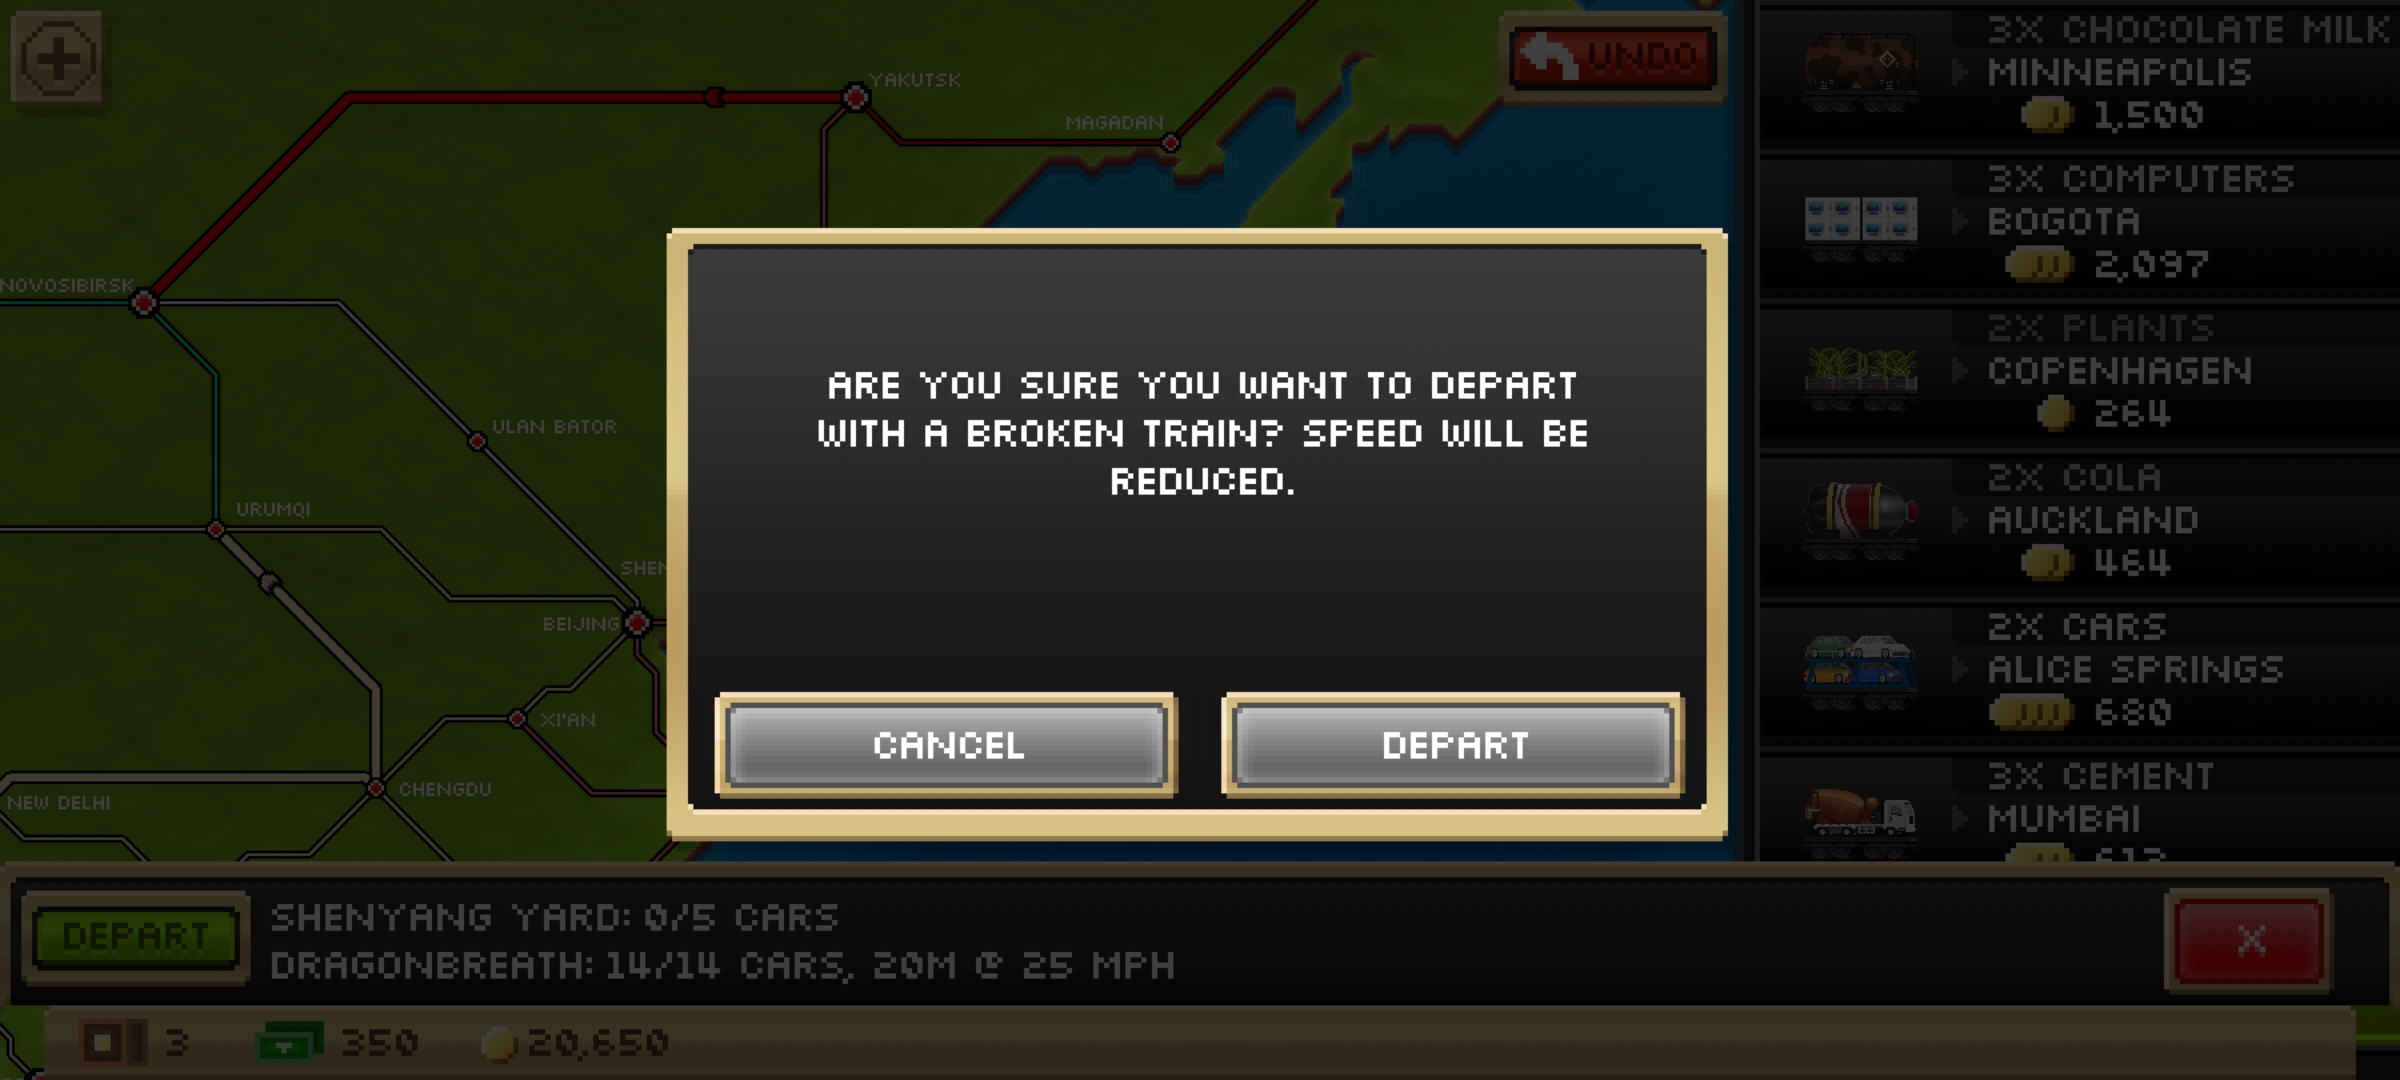 YAKUTSK
MAGADAN
NOVOSIBIRSK
ULAN BATOR
URUMQI
SHEN
BEIJING
XI'AN
CHENGDU
NEW DELHI
UNDO
3X CHOCOLATE MILK
MINNEAPOLIS
1,500
3X COMPUTERS
BOGOTA
2,097
2X PLANTS
COPENHAGEN
264
2X COLA
AUCKLAND
464
2X CARS
ALICE SPRINGS
680
3X CEMENT
MUMBAI
ARE YOU SURE YOU WANT TO DEPART
WITH A BROKEN TRAIN? SPEED WILL BE
REDUCED.
CANCEL
DEPART
DEPART
SHENYANG YARD: 0/5 CARS
DRAGONBREATH: 14/14 CARS, 20M @ 25 MPH
X
3
350
20,650